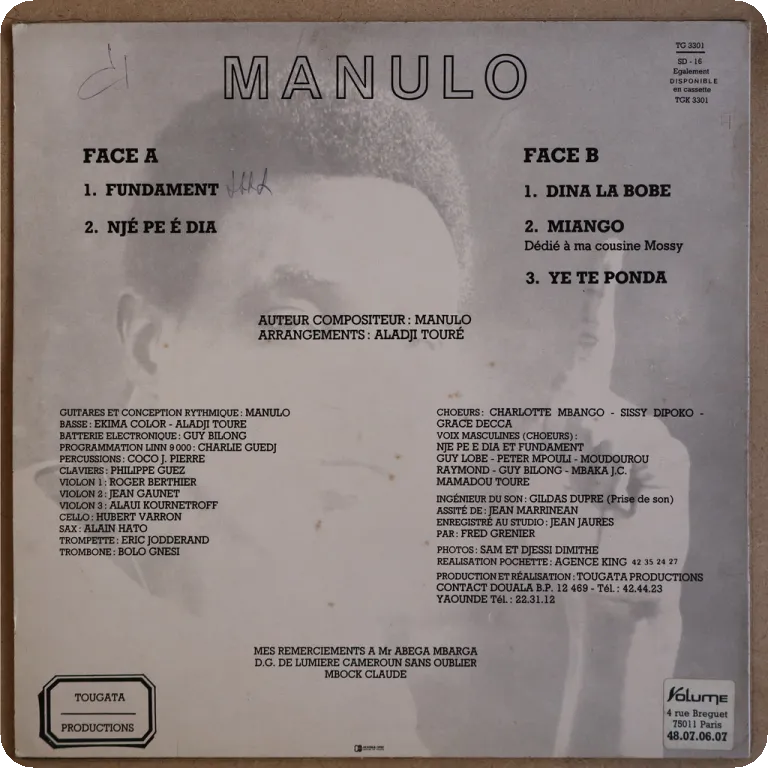 MANULO
TG 3301
SD - 16
Egalement
DISPONIBLE
en cassette
TGK 3301
FACE A
1. FUNDAMENT
2. NJÉ PE É DIA
FACE B
1. DINA LA BOBE
2. MIANGO
Dédié à ma cousine Mossy
3. YE TE PONDA
AUTEUR COMPOSITEUR : MANULO
ARRANGEMENTS : ALADJI TOURÉ
GUITARES ET CONCEPTION RYTHMIQUE : MANULO
BASSE : EKIMA COLOR - ALADJI TOURE
BATTERIE ELECTRONIQUE : GUY BILONG
PROGRAMMATION LINN 9000 : CHARLIE GUEDJ
PERCUSSIONS : COCO J. PIERRE
CLAVIERS : PHILIPPE GUEZ
VIOLON 1 : ROGER BERTHIER
VIOLON 2 : JEAN GAUNET
VIOLON 3 : ALAUI KOURNETROFF
CELLO : HUBERT VARRON
SAX : ALAIN HATO
TROMPETTE : ERIC JODDERAND
TROMBONE : BOLO GNESI
CHOEURS : CHARLOTTE MBANGO - SISSY DIPOKO -
GRACE DECCA
VOIX MASCULINES (CHOEURS) :
NJE PE E DIA ET FUNDAMENT
GUY LOBE - PETER MPOULI - MOUDOUROU
RAYMOND - GUY BILONG - MBAKA J.C.
MAMADOU TOURE
INGÉNIEUR DU SON : GILDAS DUPRE (Prise de son)
ASSITÉ DE : JEAN MARRINEAN
ENREGISTRÉ AU STUDIO : JEAN JAURES
PAR : FRED GRENIER
PHOTOS : SAM ET DJESSI DIMITHE
REALISATION POCHETTE : AGENCE KING 42 35 24 27
PRODUCTION ET RÉALISATION : TOUGATA PRODUCTIONS
CONTACT DOUALA B.P. 12 469 - Tél. : 42.44.23
YAOUNDE Tél. : 22.31.12
MES REMERCIEMENTS A Mr ABEGA MBARGA
D.G. DE LUMIERE CAMEROUN SANS OUBLIER
MBOCK CLAUDE
TOUGATA
PRODUCTIONS
Volume
4 rue Breguet
75011 Paris
48.07.06.07